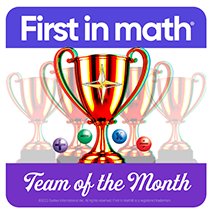 First in math®
Team of the Month